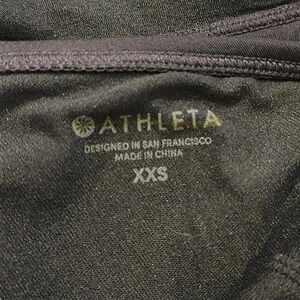 ATHLETA
DESIGNED IN SAN FRANCISCO
MADE IN CHINA
XXS